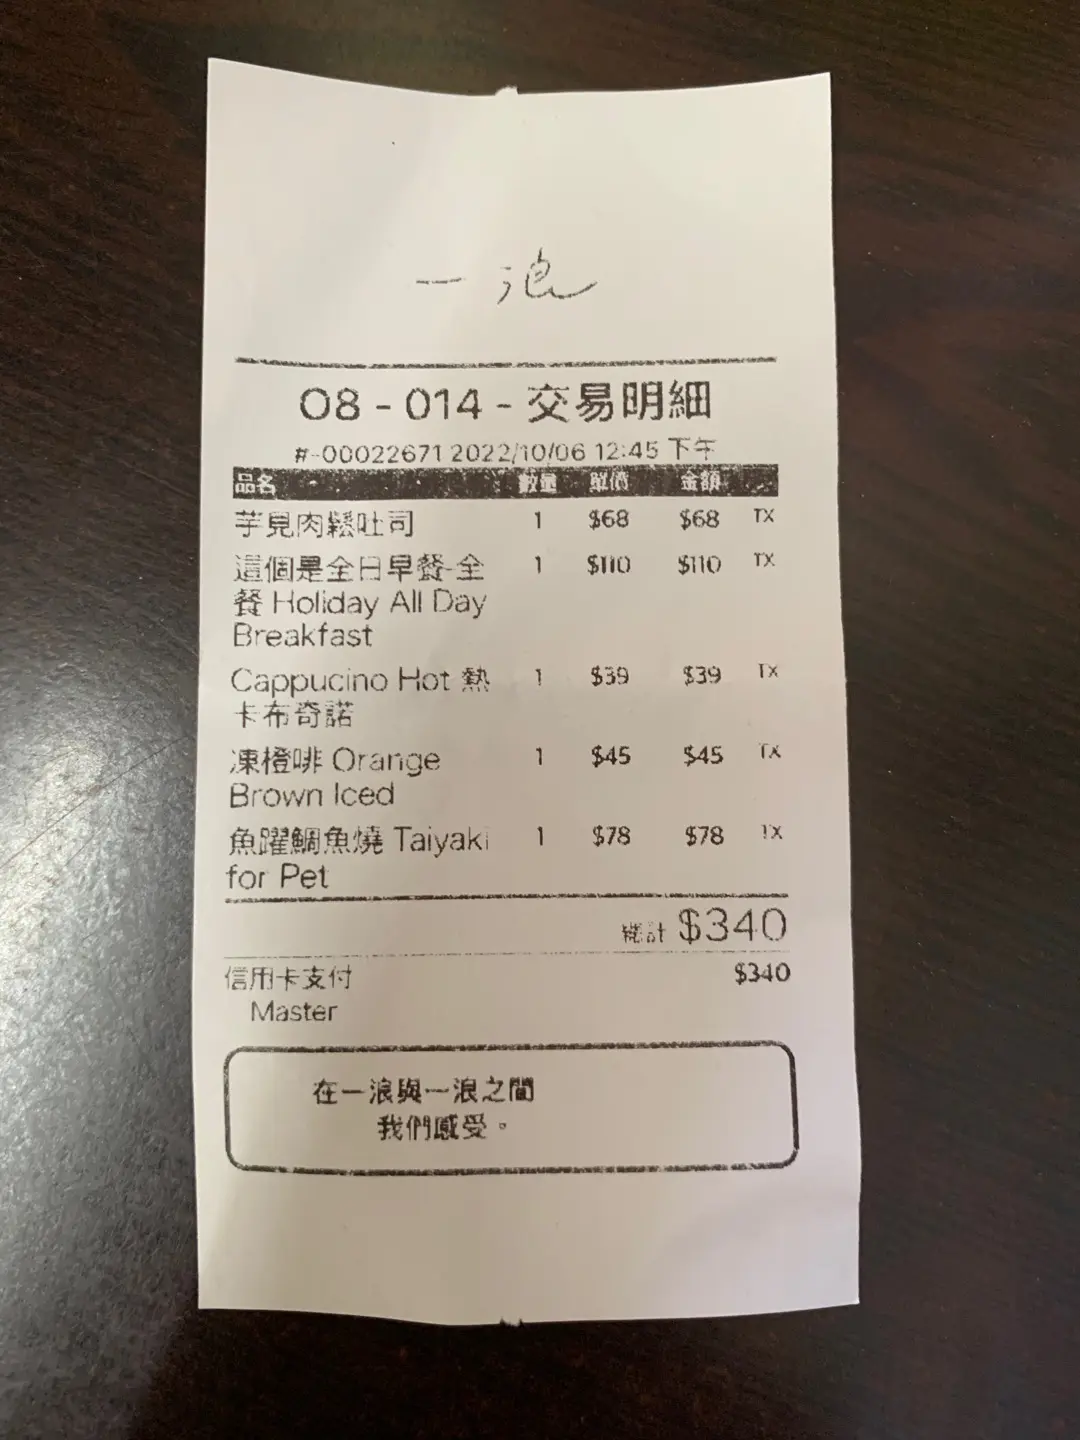 一浪
08 - 014 - 交易明細
#-00022671 2022/10/06 12:45 下午
品名 數量 單價 金額
芋見肉鬆吐司 1 $68 $68 TX
這個是全日早餐-全 1 $110 $110 TX
餐 Holiday All Day
Breakfast
Cappucino Hot 熱 1 $39 $39 TX
卡布奇諾
凍橙啡 Orange 1 $45 $45 TX
Brown Iced
魚躍鯛魚燒 Taiyaki 1 $78 $78 TX
for Pet
總計 $340
信用卡支付 $340
Master
在一浪與一浪之間
我們感受。